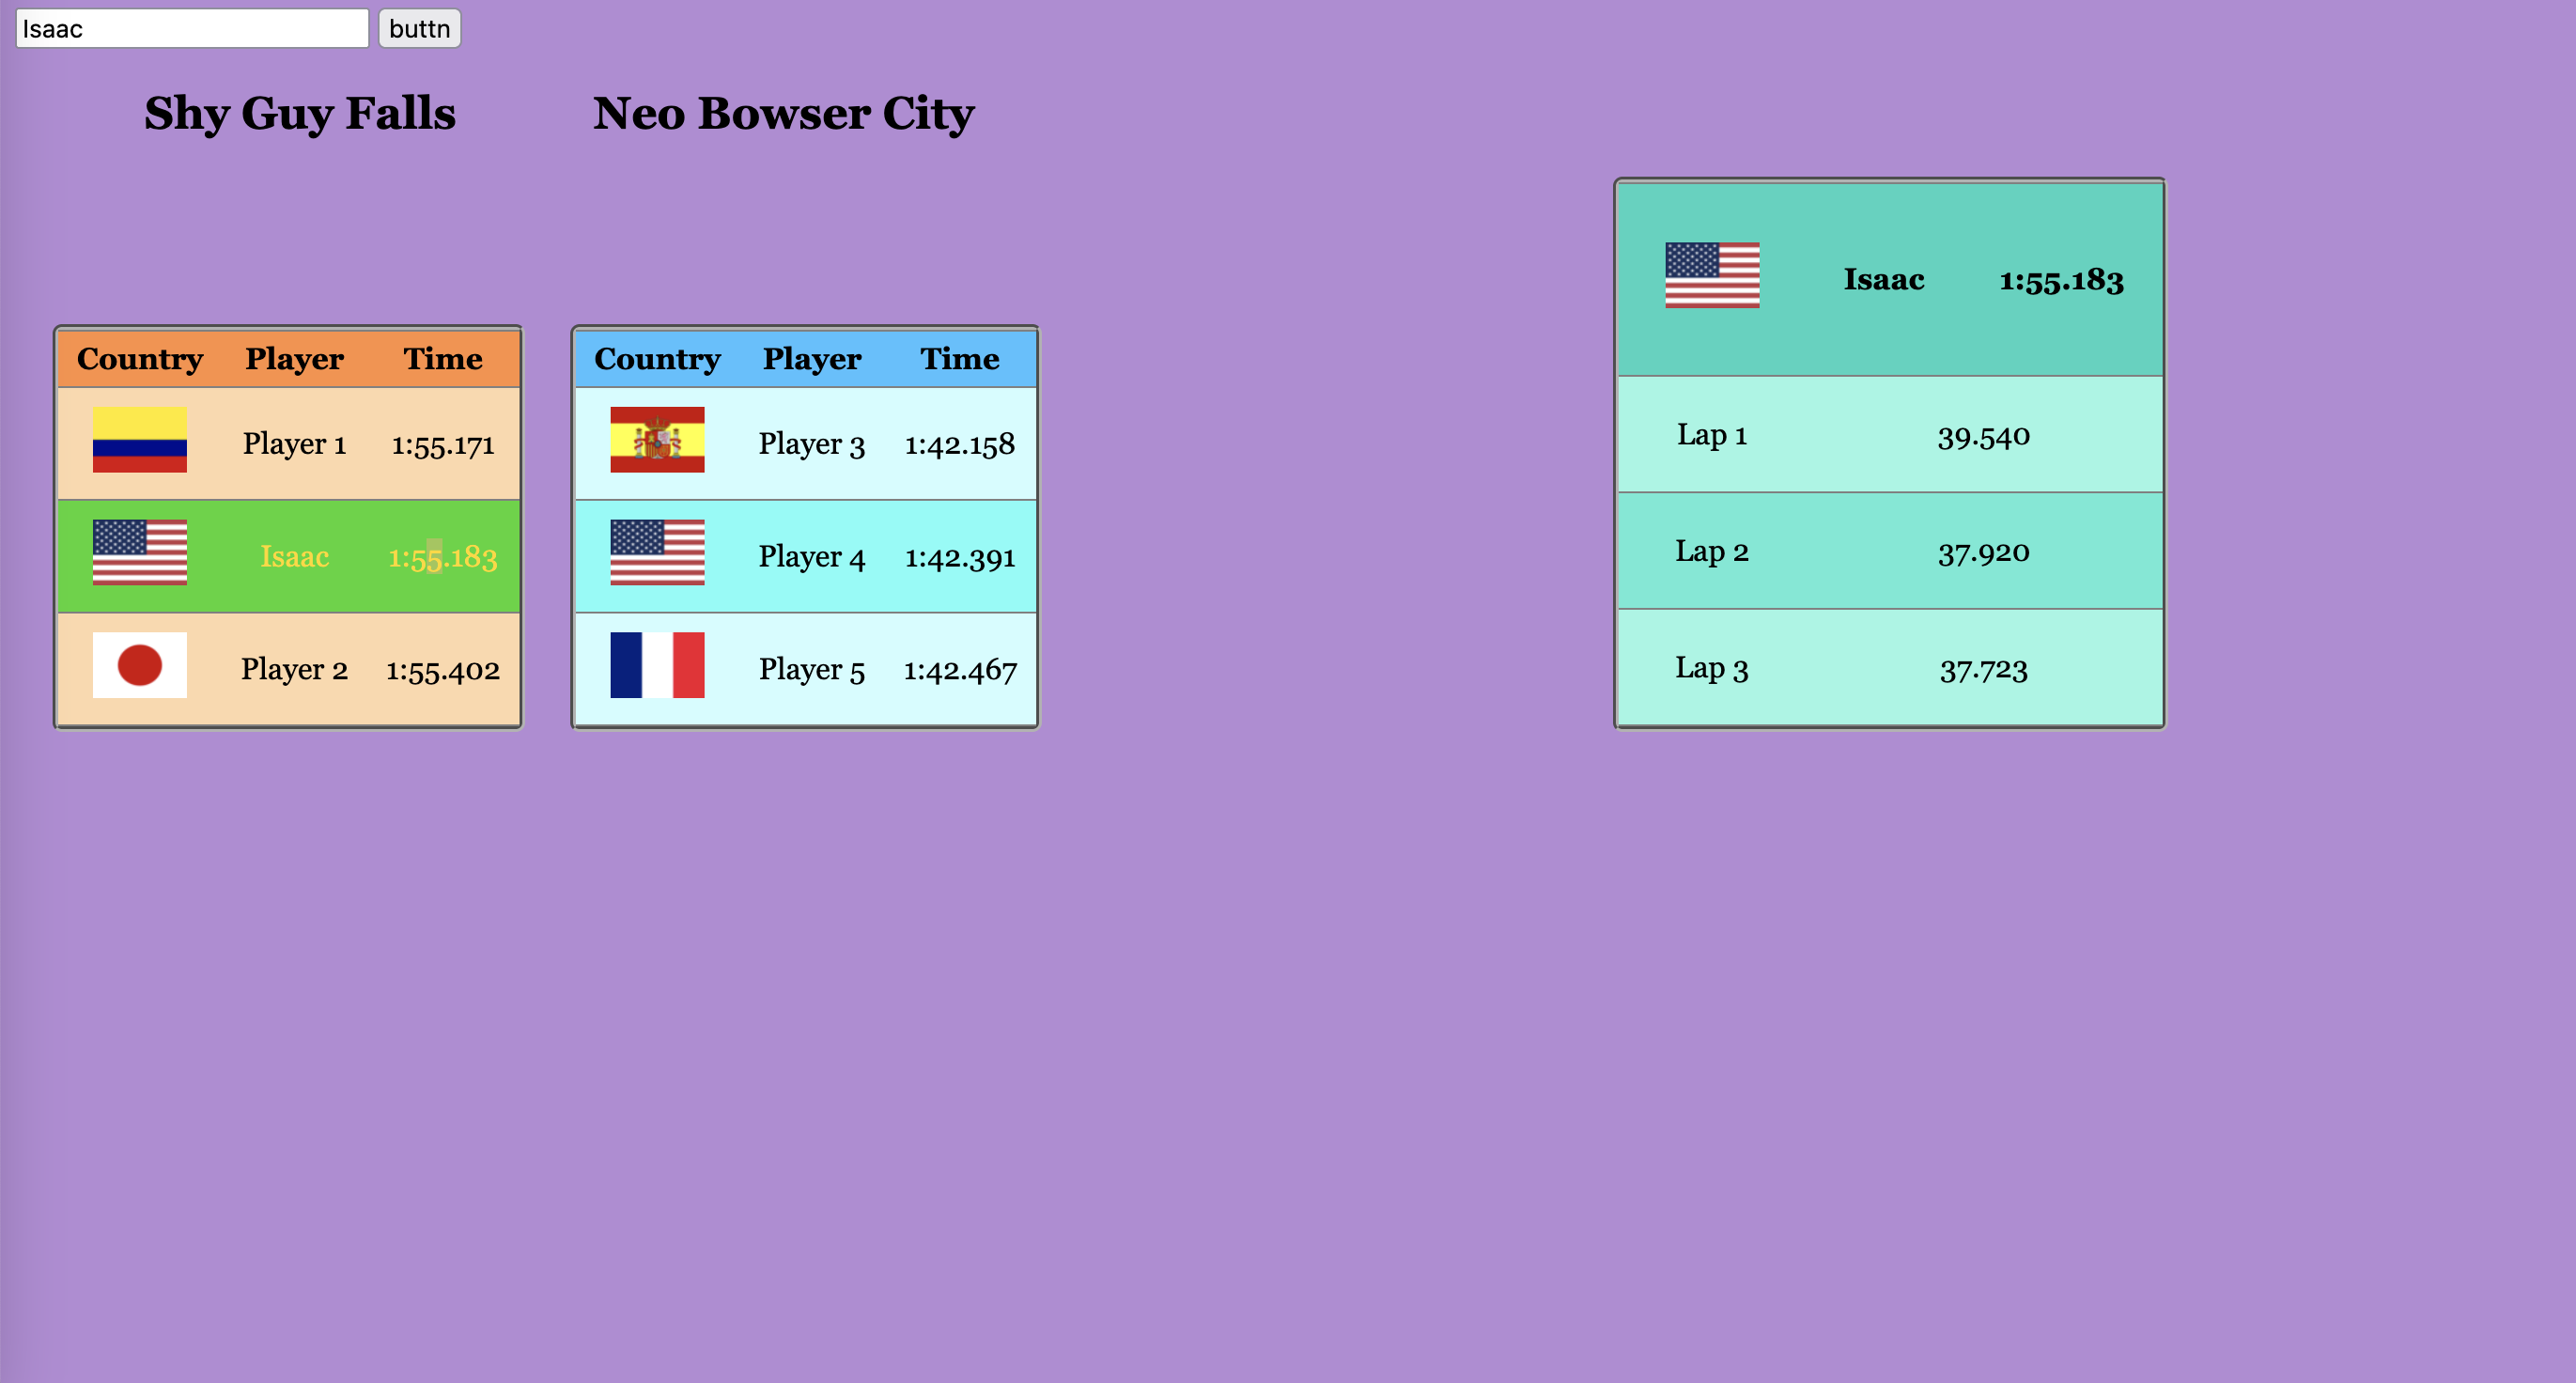 Isaac buttn
Shy Guy Falls
Neo Bowser City
Country Player Time
Player 1 1:55.171
Isaac 1:55.183
Player 2 1:55.402
Country Player Time
Player 3 1:42.158
Player 4 1:42.391
Player 5 1:42.467
Isaac 1:55.183
Lap 1 39.540
Lap 2 37.920
Lap 3 37.723